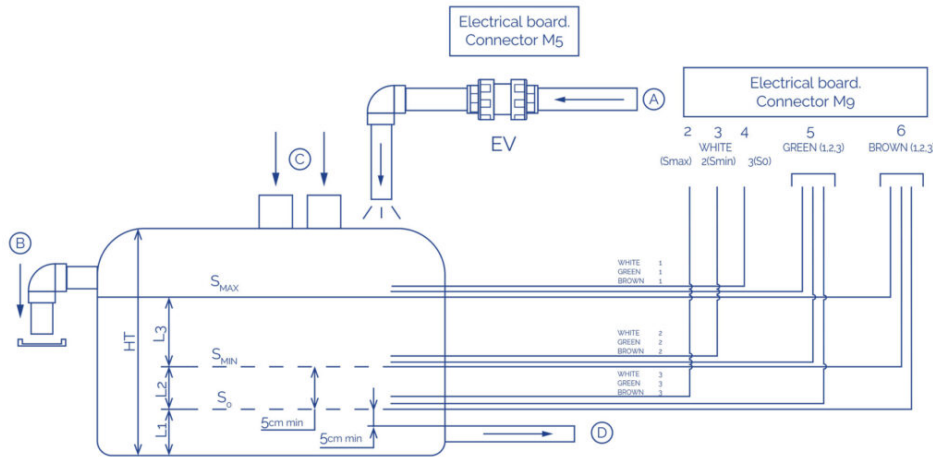 Electrical board.
Connector M5
Electrical board.
Connector M9
A
EV
2 3 4 5 6
WHITE GREEN (1,2,3) BROWN (1,2,3
(Smax) 2(Smin) 3(S0)
C
B
SMAX
WHITE 1
GREEN 1
BROWN 1
HT
L3
SMIN
WHITE 2
GREEN 2
BROWN 2
L2
So
WHITE 3
GREEN 3
BROWN 3
L1
5cm min
5cm min
D